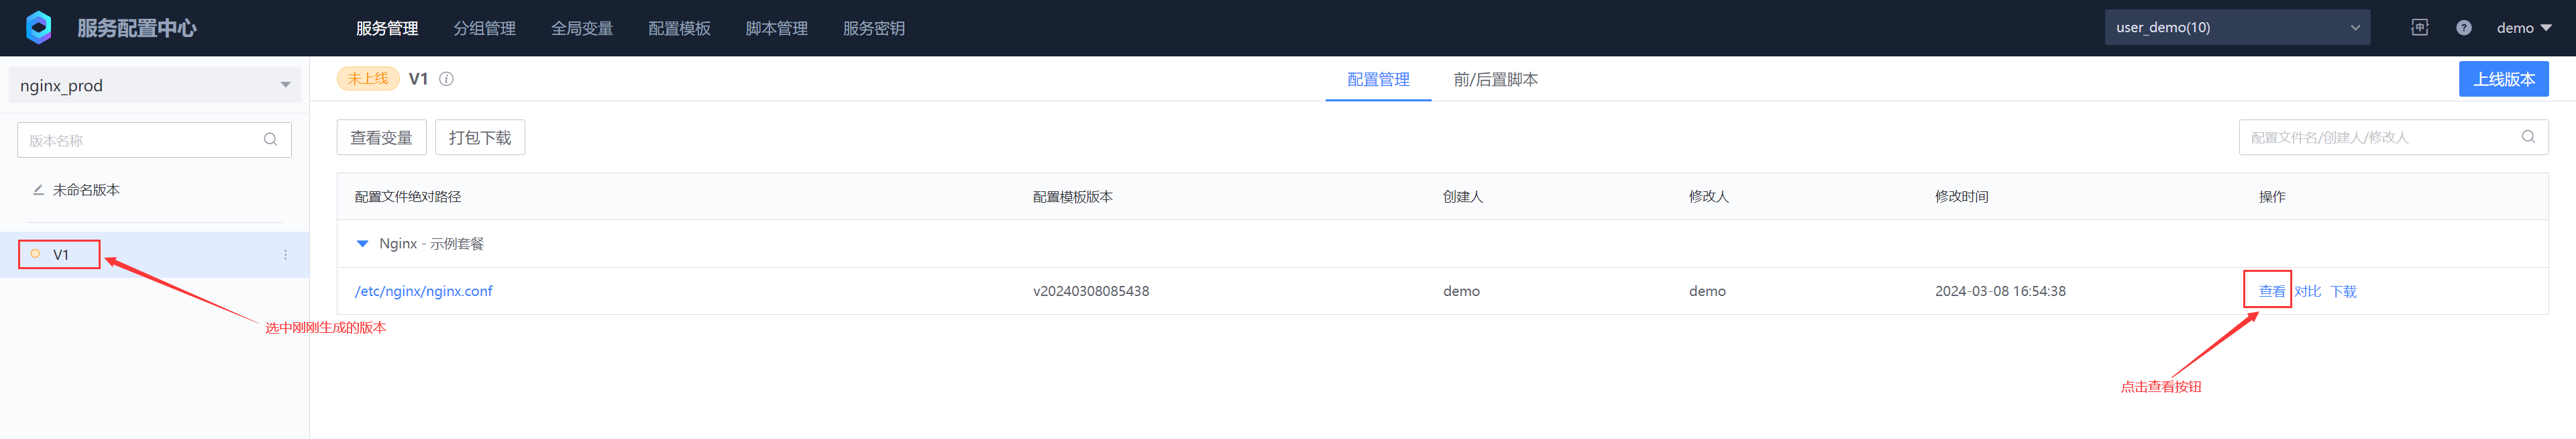 服务配置中心 服务管理 分组管理 全局变量 配置模板 脚本管理 服务密钥 user_demo(10) 中 ? demo
nginx_prod 未上线 V1 i 配置管理 前/后置脚本 上线版本
版本名称 查看变量 打包下载 配置文件名/创建人/修改人
未命名版本 配置文件绝对路径 配置模板版本 创建人 修改人 修改时间 操作
V1 Nginx - 示例套餐
/etc/nginx/nginx.conf v20240308085438 demo demo 2024-03-08 16:54:38 查看 对比 下载
选中刚刚生成的版本
点击查看按钮